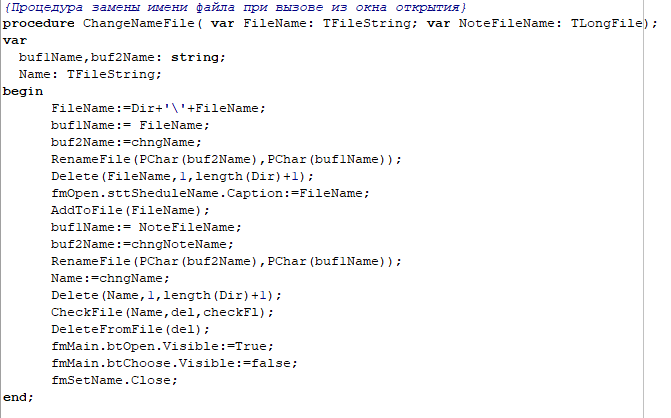 {Процедура замены имени файла при вызове из окна открытия}
procedure ChangeNameFile( var FileName: TFileString; var NoteFileName: TLongFile);
var
  buf1Name,buf2Name: string;
  Name: TFileString;
begin
      FileName:=Dir+'\'+FileName;
      buf1Name:= FileName;
      buf2Name:=chngName;
      RenameFile(PChar(buf2Name),PChar(buf1Name));
      Delete(FileName,1,length(Dir)+1);
      fmOpen.sttSheduleName.Caption:=FileName;
      AddToFile(FileName);
      buf1Name:= NoteFileName;
      buf2Name:=chngNoteName;
      RenameFile(PChar(buf2Name),PChar(buf1Name));
      Name:=chngName;
      Delete(Name,1,length(Dir)+1);
      CheckFile(Name,del,checkFl);
      DeleteFromFile(del);
      fmMain.btOpen.Visible:=True;
      fmMain.btChoose.Visible:=false;
      fmSetName.Close;
end;